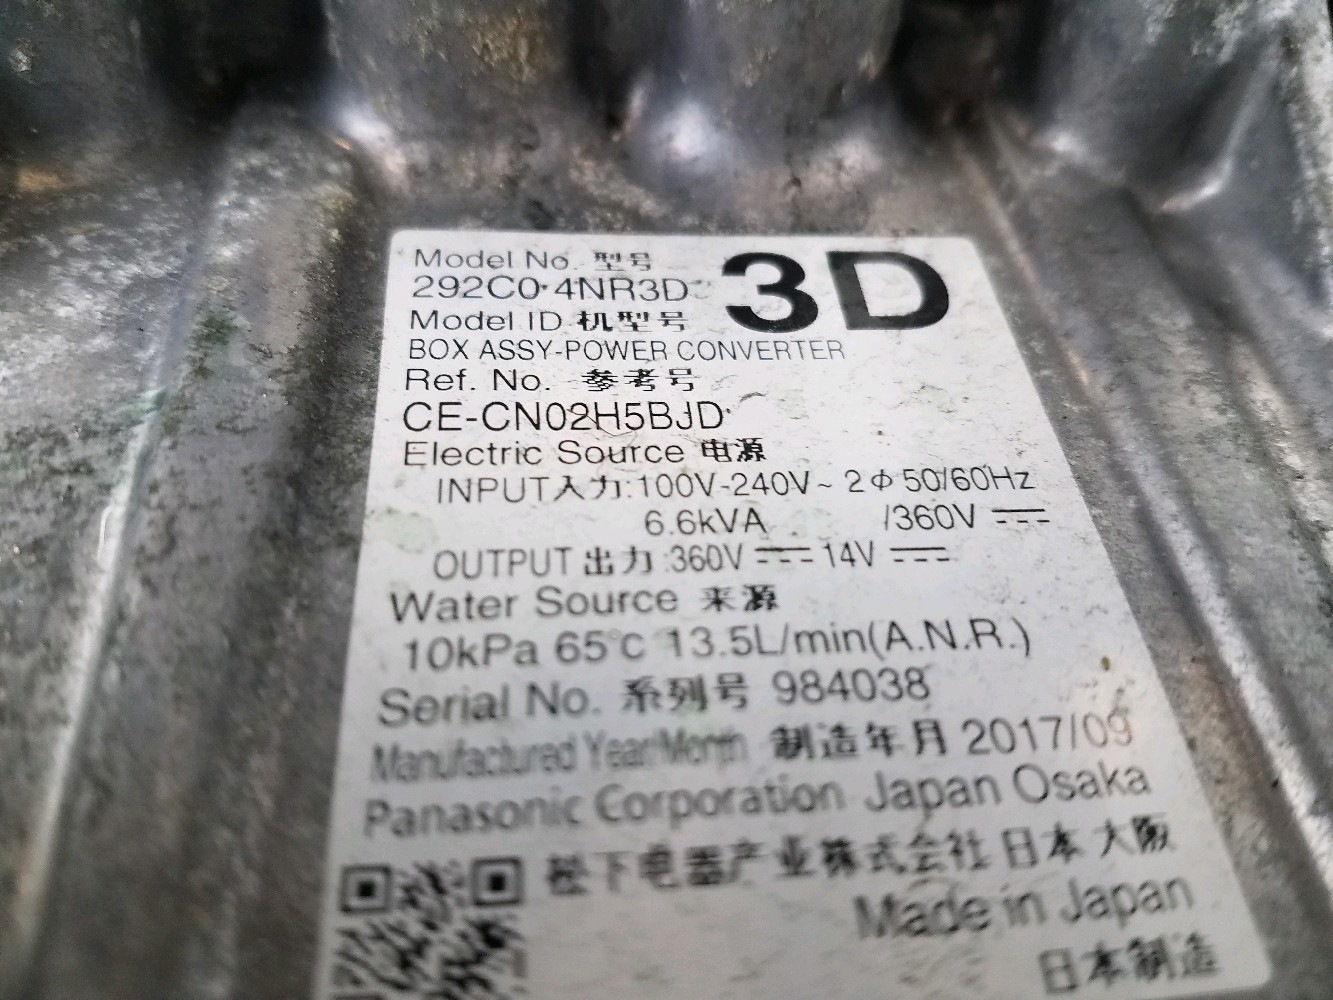 Model No. 型号
3D
292C0 4NR3D
Model ID 机型号
BOX ASSY-POWER CONVERTER
Ref. No. 参考号
CE-CN02H5BJD
Electric Source 电源
INPUT入力:100V-240V~ 2Φ 50/60Hz
6.6kVA /360V ⎓
OUTPUT 出力:360V ⎓ 14V ⎓
Water Source 来源
10kPa 65℃ 13.5L/min(A.N.R.)
Serial No. 系列号 984038
Manufactured Year/Month 制造年月 2017/09
Panasonic Corporation Japan Osaka
松下电器产业株式会社 日本 大阪
Made in Japan
日本制造